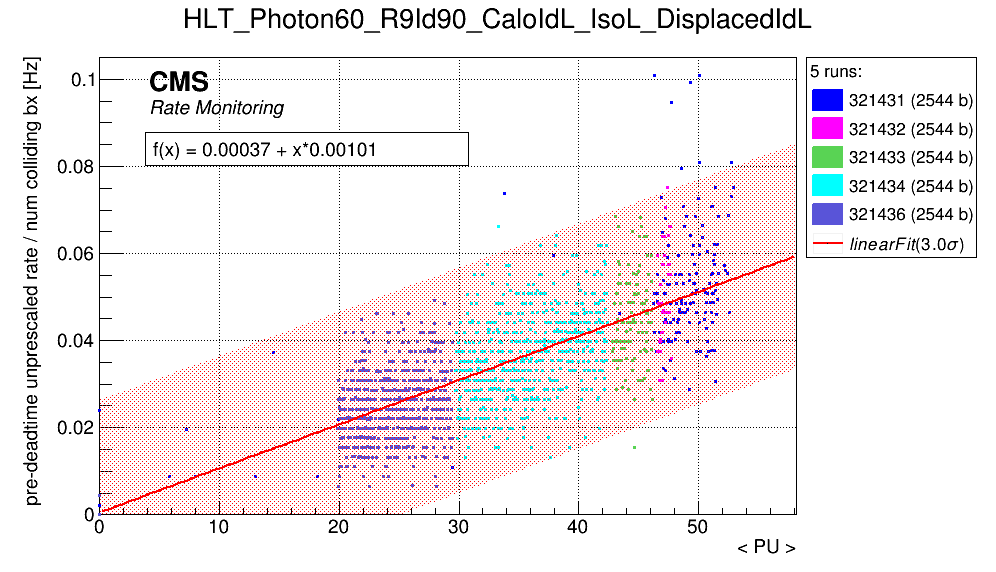 HLT_Photon60_R9Id90_CaloIdL_IsoL_DisplacedIdL
pre-deadtime unprescaled rate / num colliding bx [Hz]
CMS
Rate Monitoring
f(x) = 0.00037 + x*0.00101
0.1
0.08
0.06
0.04
0.02
0
0 10 20 30 40 50
< PU >
5 runs:
321431 (2544 b)
321432 (2544 b)
321433 (2544 b)
321434 (2544 b)
321436 (2544 b)
linearFit(3.0σ)